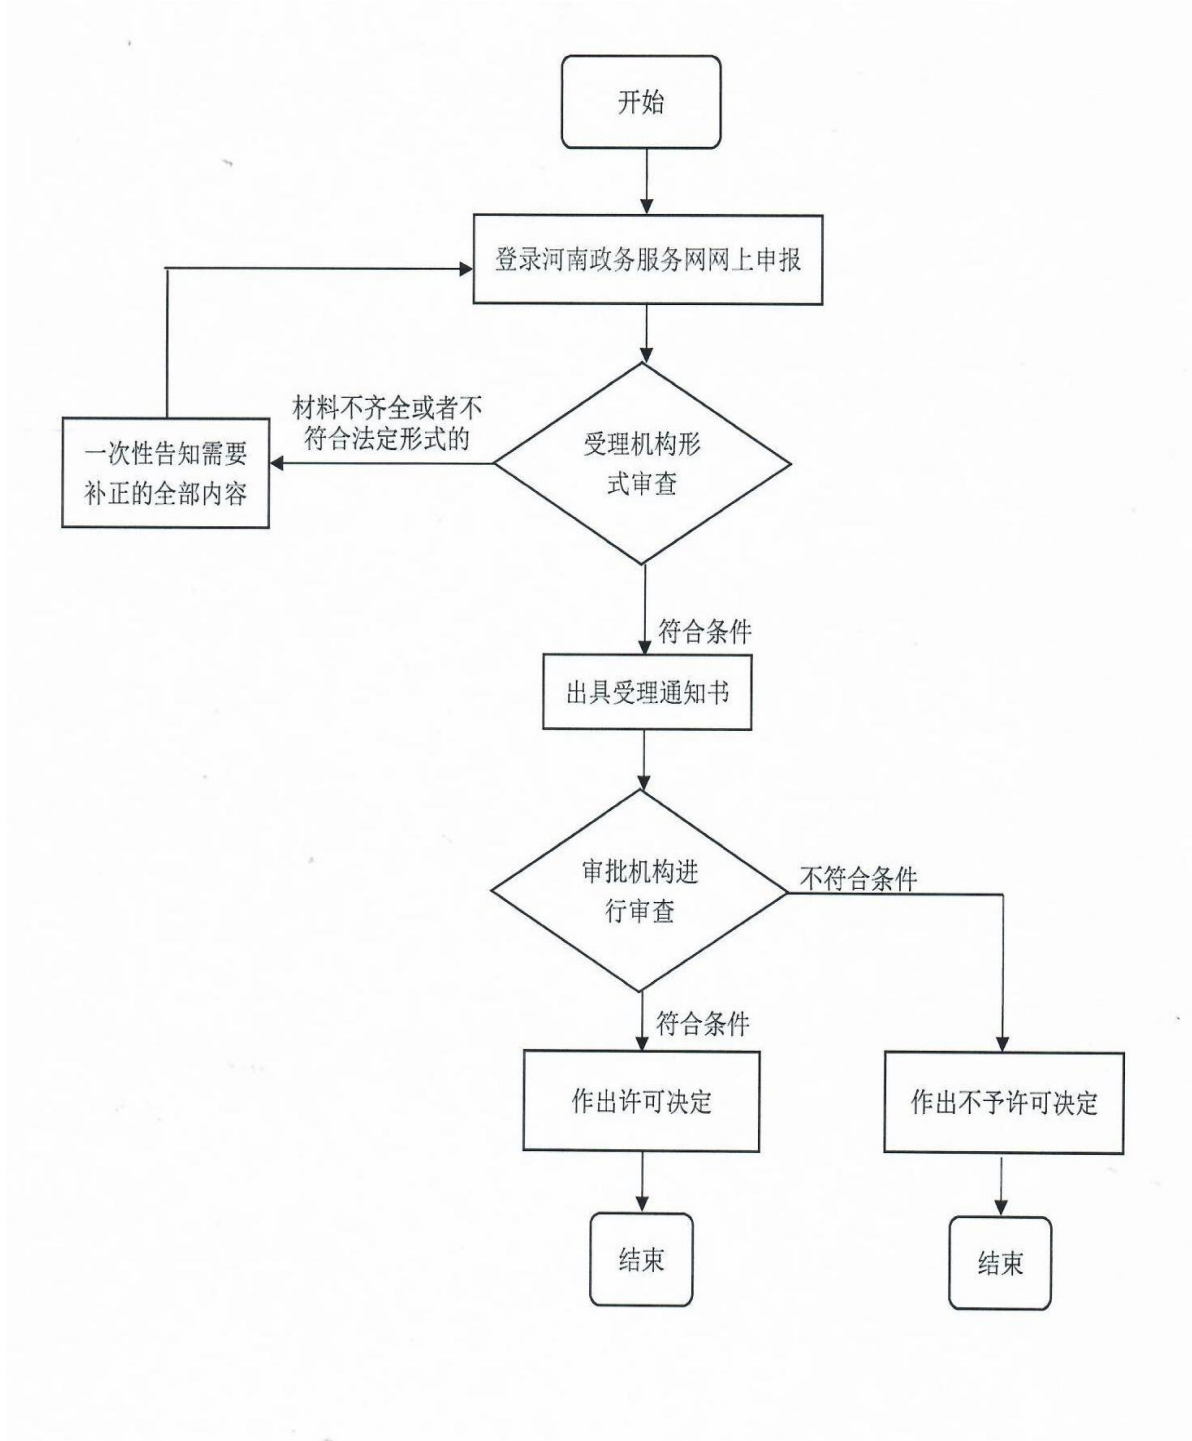 开始
登录河南政务服务网网上申报
材料不齐全或者不
符合法定形式的
一次性告知需要
补正的全部内容
受理机构形
式审查
符合条件
出具受理通知书
审批机构进
行审查
不符合条件
符合条件
作出许可决定
作出不予许可决定
结束
结束